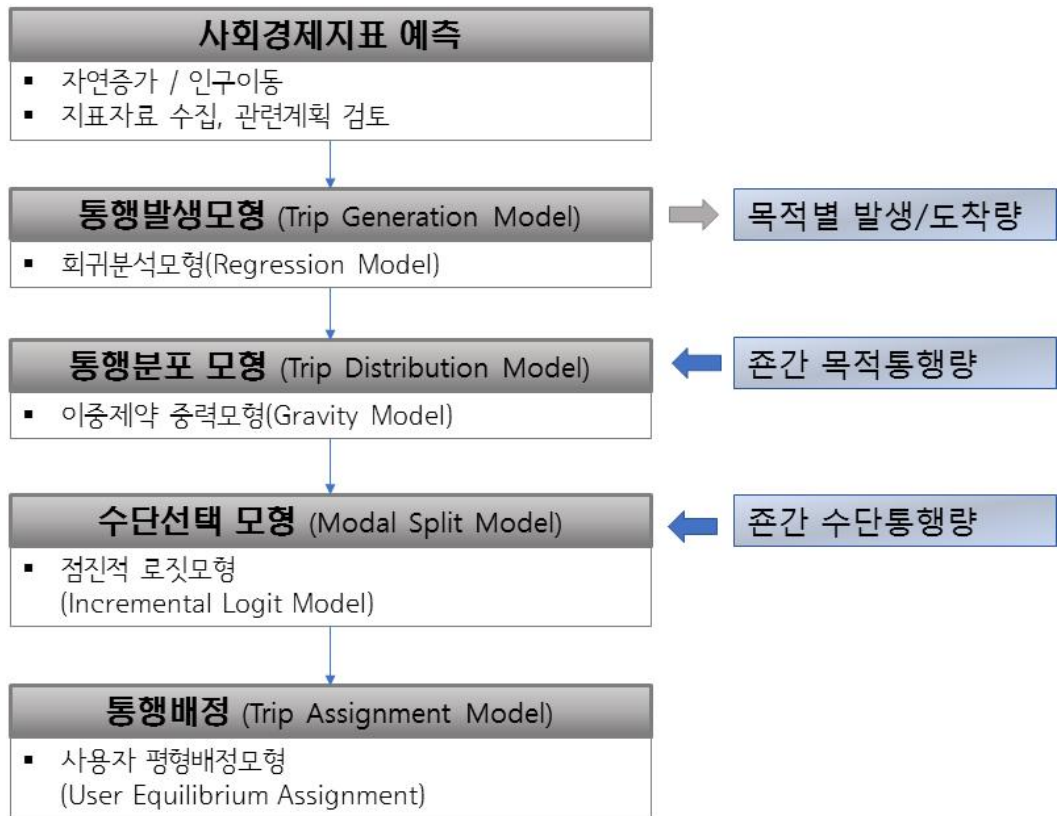 사회경제지표 예측
▪ 자연증가 / 인구이동
▪ 지표자료 수집, 관련계획 검토
통행발생모형 (Trip Generation Model)
목적별 발생/도착량
▪ 회귀분석모형(Regression Model)
통행분포 모형 (Trip Distribution Model)
죤간 목적통행량
▪ 이중제약 중력모형(Gravity Model)
수단선택 모형 (Modal Split Model)
죤간 수단통행량
▪ 점진적 로짓모형
(Incremental Logit Model)
통행배정 (Trip Assignment Model)
▪ 사용자 평형배정모형
(User Equilibrium Assignment)